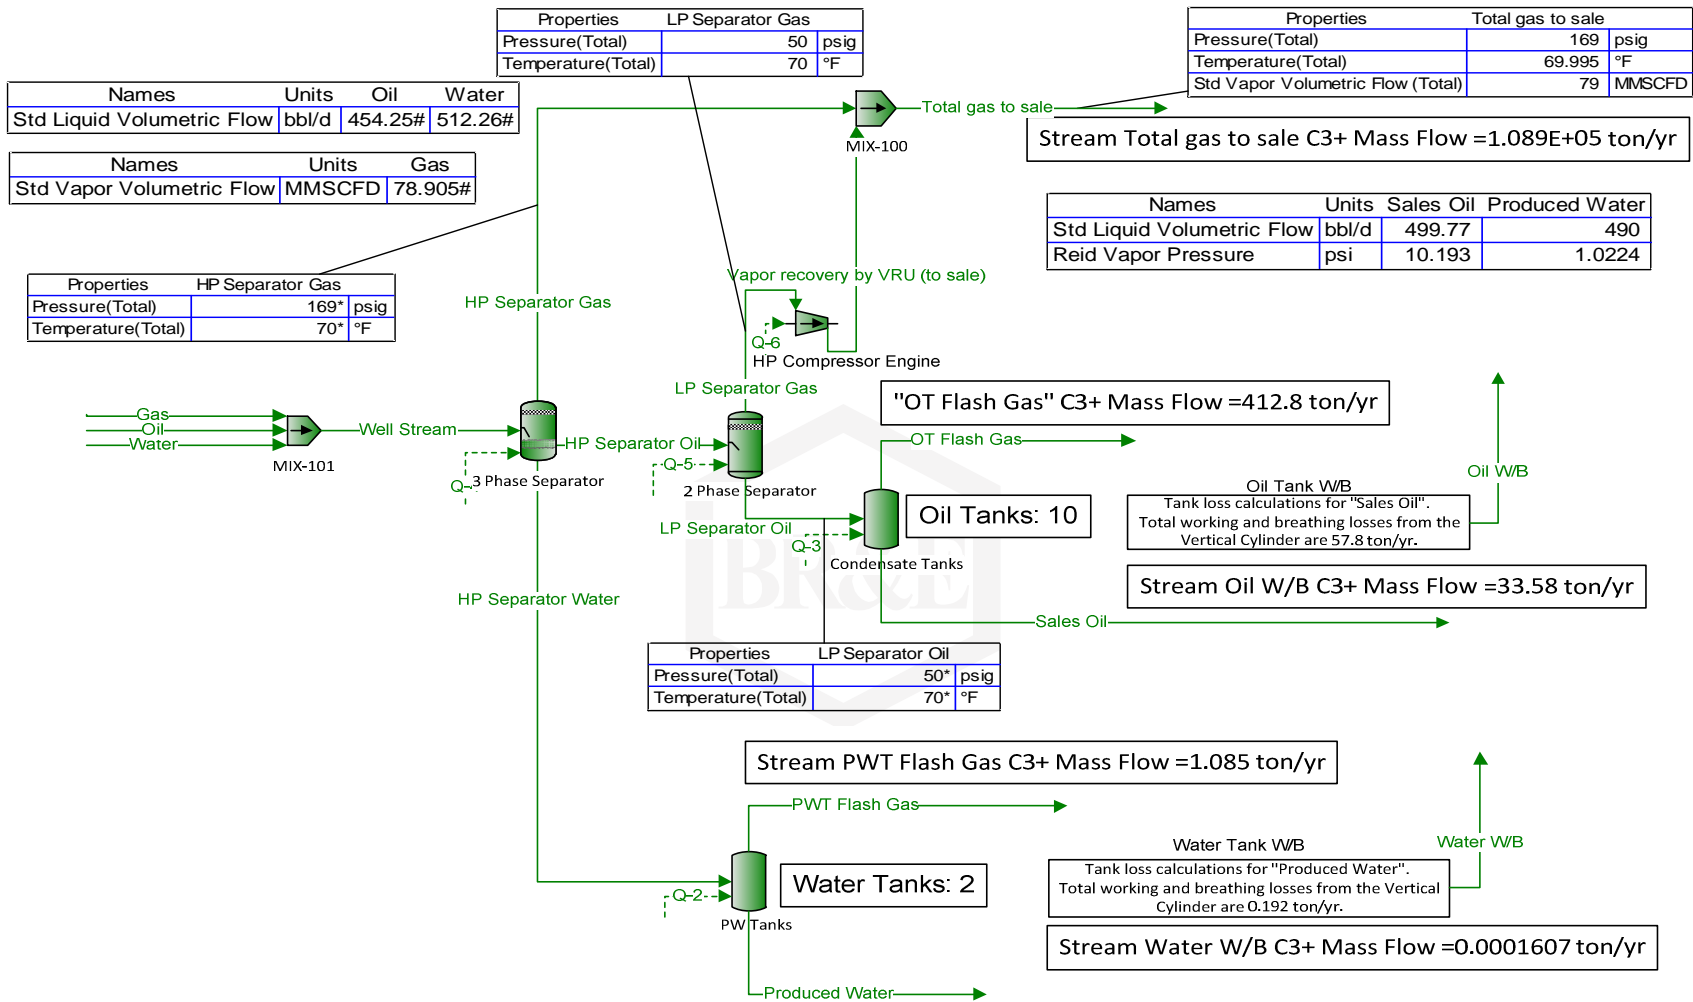 Properties LP Separator Gas
Pressure(Total) 50 psig
Temperature(Total) 70 °F
Properties Total gas to sale
Pressure(Total) 169 psig
Temperature(Total) 69.995 °F
Std Vapor Volumetric Flow (Total) 79 MMSCFD
Names Units Oil Water
Std Liquid Volumetric Flow bbl/d 454.25# 512.26#
Total gas to sale
MIX-100
Stream Total gas to sale C3+ Mass Flow =1.089E+05 ton/yr
Names Units Gas
Std Vapor Volumetric Flow MMSCFD 78.905#
Names Units Sales Oil Produced Water
Std Liquid Volumetric Flow bbl/d 499.77 490
Reid Vapor Pressure psi 10.193 1.0224
Properties HP Separator Gas
Pressure(Total) 169* psig
Temperature(Total) 70* °F
Vapor recovery by VRU (to sale)
HP Separator Gas
Q-6
HP Compressor Engine
LP Separator Gas
"OT Flash Gas" C3+ Mass Flow =412.8 ton/yr
Gas
Oil
Water
MIX-101
Well Stream
HP Separator Oil
OT Flash Gas
Q-5
Q-
3 Phase Separator
2 Phase Separator
Oil W/B
Oil Tank W/B
Tank loss calculations for "Sales Oil".
Total working and breathing losses from the
Vertical Cylinder are 57.8 ton/yr.
LP Separator Oil
Oil Tanks: 10
Q-3
Condensate Tanks
BR&E
Stream Oil W/B C3+ Mass Flow =33.58 ton/yr
HP Separator Water
Sales Oil
Properties LP Separator Oil
Pressure(Total) 50* psig
Temperature(Total) 70* °F
Stream PWT Flash Gas C3+ Mass Flow =1.085 ton/yr
PWT Flash Gas
Water W/B
Water Tank W/B
Tank loss calculations for "Produced Water".
Total working and breathing losses from the Vertical
Cylinder are 0.192 ton/yr.
Water Tanks: 2
Q-2
PW Tanks
Stream Water W/B C3+ Mass Flow =0.0001607 ton/yr
Produced Water